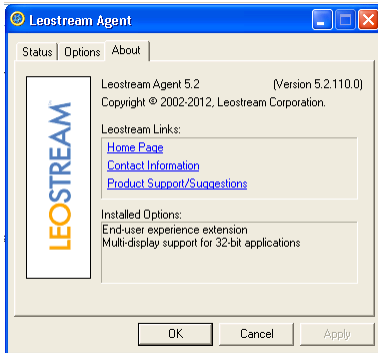 Leostream Agent
Status Options About
LEOSTREAM
Leostream Agent 5.2 (Version 5.2.110.0)
Copyright © 2002-2012, Leostream Corporation.
Leostream Links:
Home Page
Contact Information
Product Support/Suggestions
Installed Options:
End-user experience extension
Multi-display support for 32-bit applications
OK Cancel Apply